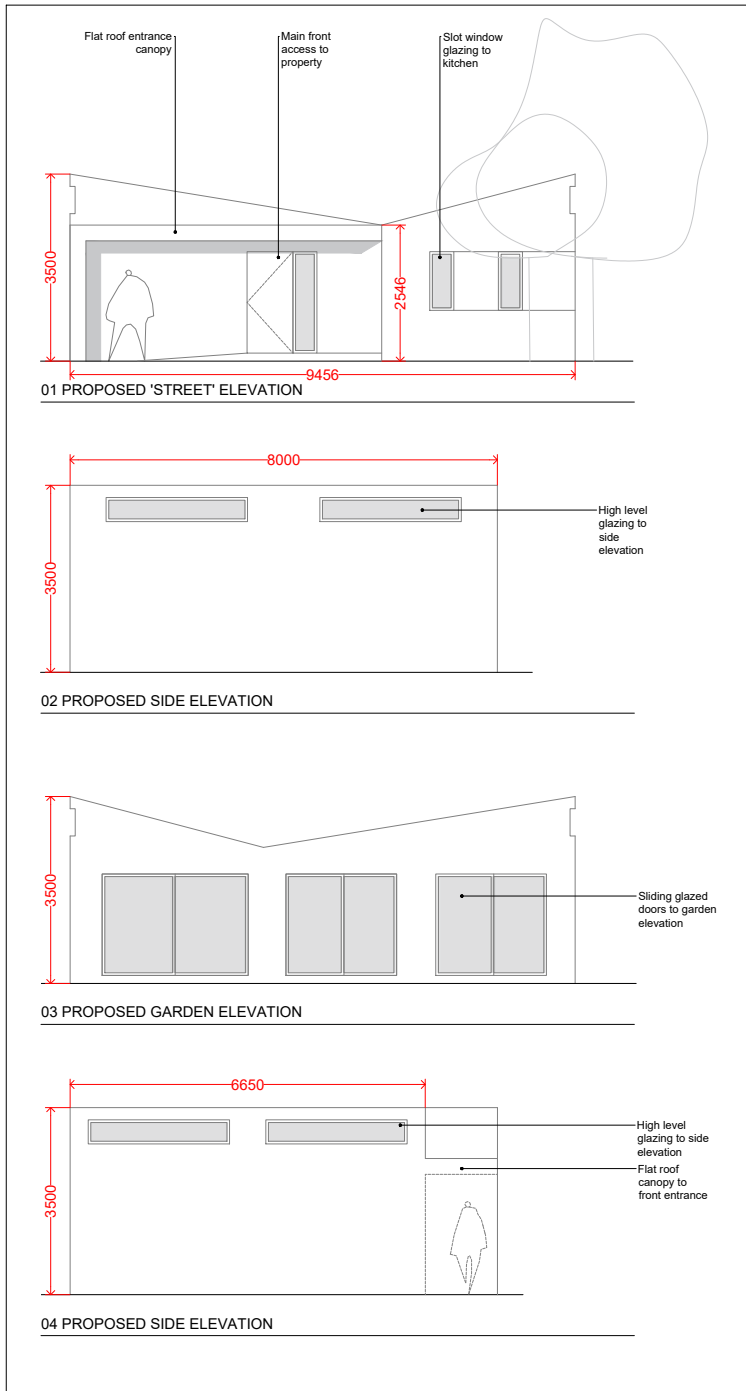 Flat roof entrance
canopy
Main front
access to
property
Slot window
glazing to
kitchen
3500
2546
9456
01 PROPOSED 'STREET' ELEVATION
8000
3500
High level
glazing to
side
elevation
02 PROPOSED SIDE ELEVATION
3500
Sliding glazed
doors to garden
elevation
03 PROPOSED GARDEN ELEVATION
6650
3500
High level
glazing to side
elevation
Flat roof
canopy to
front entrance
04 PROPOSED SIDE ELEVATION